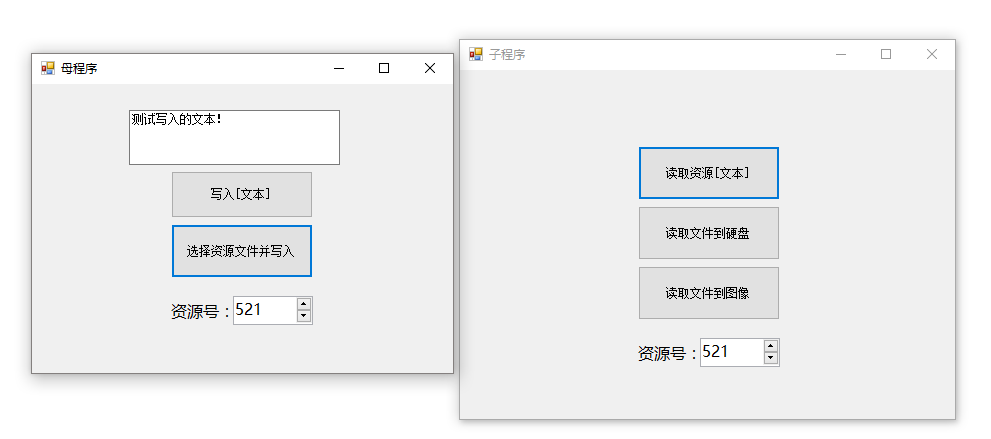 母程序
测试写入的文本!
写入[文本]
选择资源文件并写入
资源号：521
子程序
读取资源[文本]
读取文件到硬盘
读取文件到图像
资源号：521